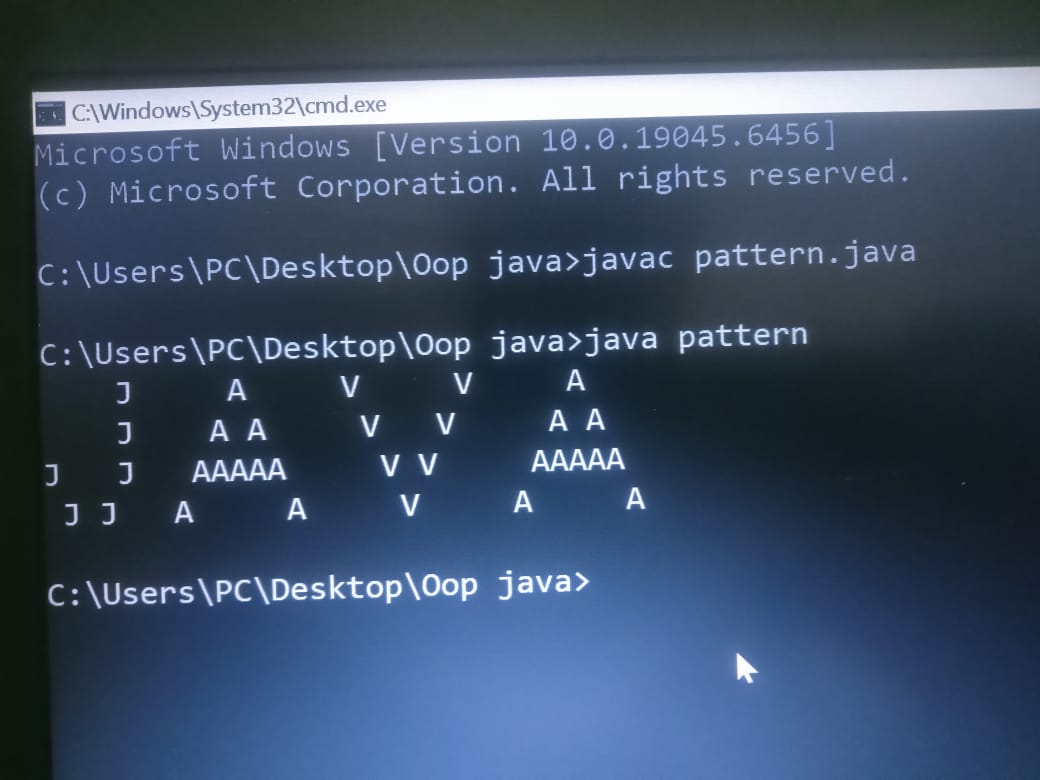 C:\Windows\System32\cmd.exe
Microsoft Windows [Version 10.0.19045.6456]
(c) Microsoft Corporation. All rights reserved.
C:\Users\PC\Desktop\Oop java>javac pattern.java
C:\Users\PC\Desktop\Oop java>java pattern
    J     A     V     V     A
    J    A A     V   V     A A
J   J   AAAAA     V V     AAAAA
 J J   A     A     V     A     A
C:\Users\PC\Desktop\Oop java>